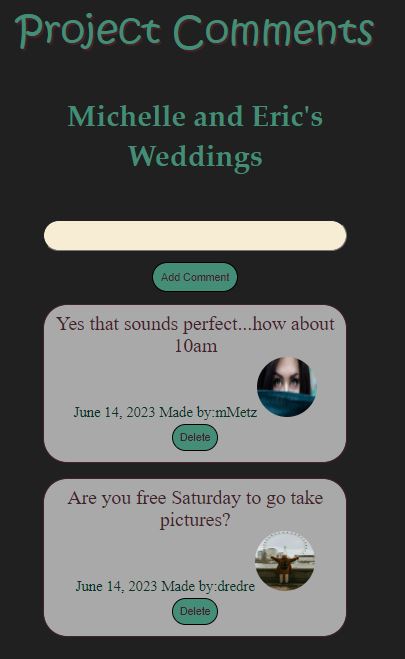 Project Comments
Michelle and Eric's
Weddings
Add Comment
Yes that sounds perfect...how about
10am
June 14, 2023 Made by:mMetz
Delete
Are you free Saturday to go take
pictures?
June 14, 2023 Made by:dredre
Delete